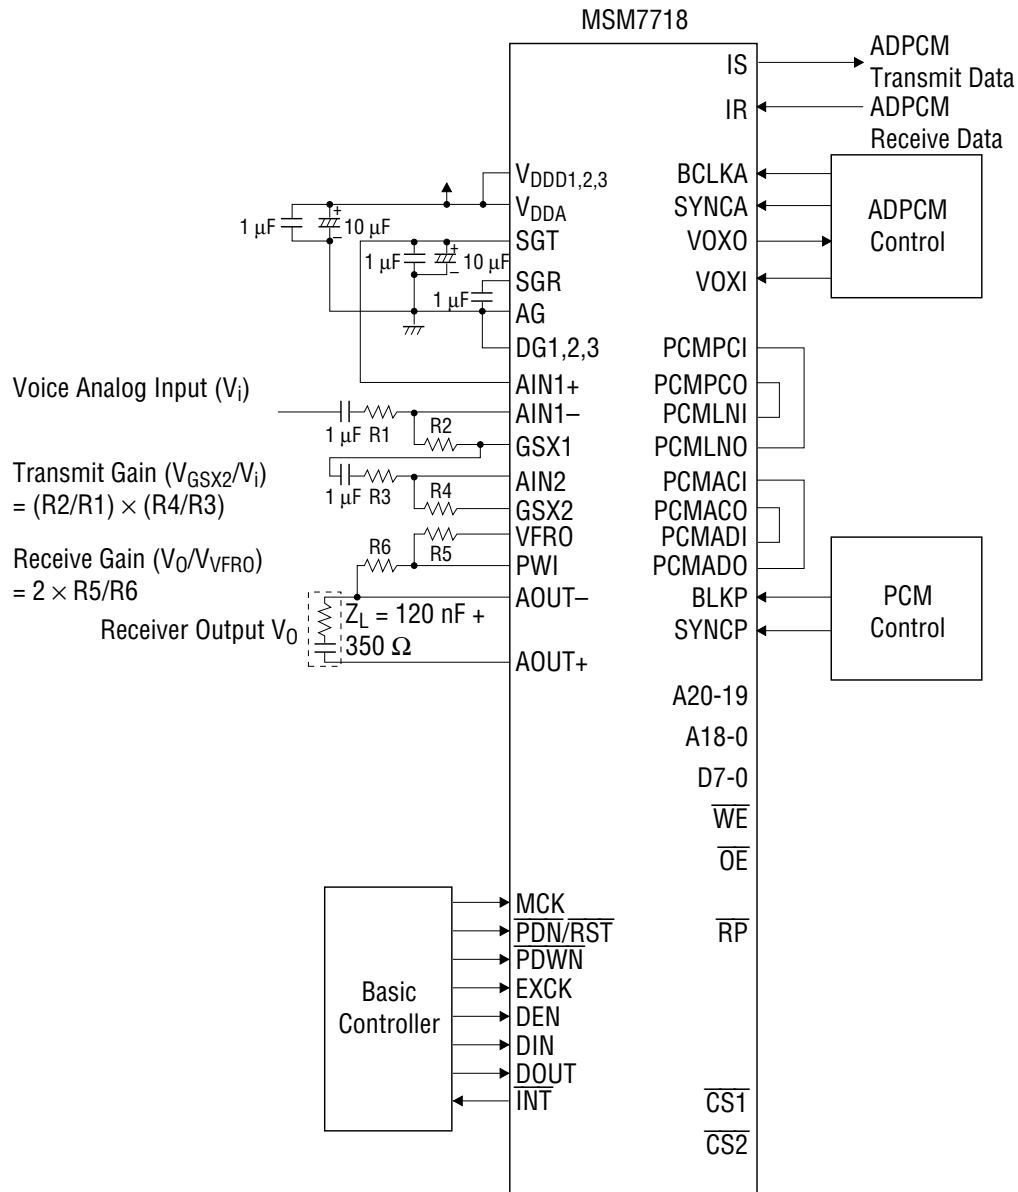 MSM7718
IS
ADPCM
Transmit Data
IR
ADPCM
Receive Data
VDDD1,2,3
BCLKA
VDDA
SYNCA
ADPCM
Control
1 μF
+
–
10 μF
SGT
VOXO
1 μF
+
–
10 μF
SGR
VOXI
1 μF
AG
DG1,2,3
PCMPCI
Voice Analog Input (Vi)
AIN1+
PCMPCO
AIN1–
PCMLNI
1 μF R1
R2
GSX1
PCMLNO
Transmit Gain (VGSX2/Vi)
= (R2/R1) × (R4/R3)
AIN2
PCMACI
1 μF R3
R4
GSX2
PCMACO
VFRO
PCMADI
Receive Gain (VO/VVFRO)
= 2 × R5/R6
R6
R5
PWI
PCMADO
AOUT–
BLKP
PCM
Control
Receiver Output VO
ZL = 120 nF +
350 Ω
SYNCP
AOUT+
A20-19
A18-0
D7-0
WE
OE
Basic
Controller
MCK
PDN/RST
RP
PDWN
EXCK
DEN
DIN
DOUT
INT
CS1
CS2